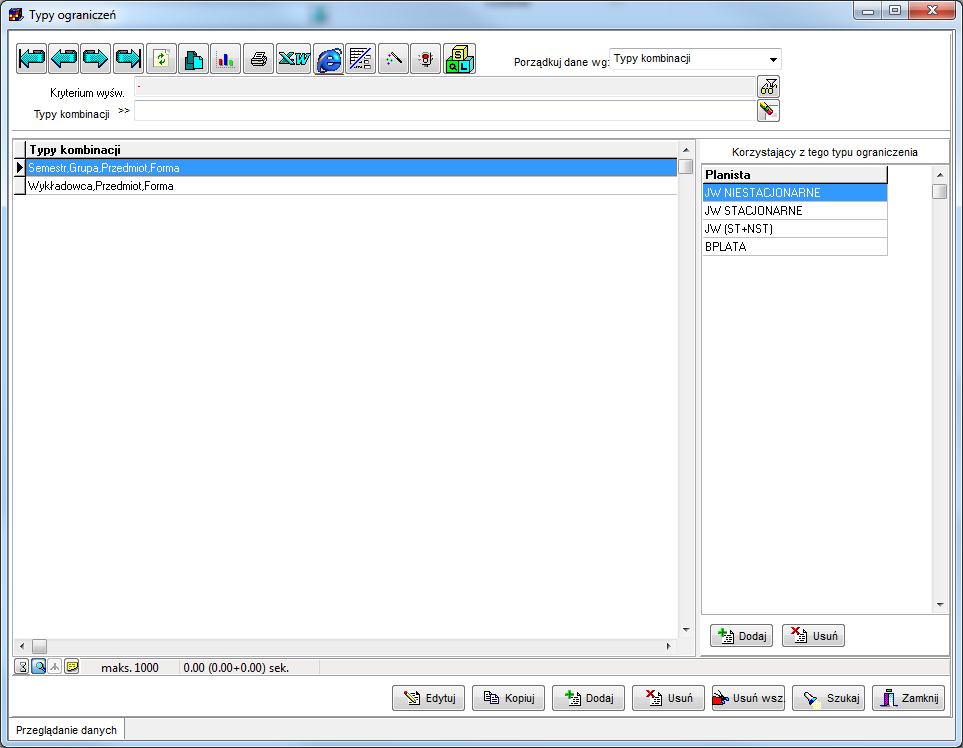 Typy ograniczeń
XW
S
Q L
Porządkuj dane wg: Typy kombinacji
Kryterium wyśw. -
Typy kombinacji >>
Typy kombinacji
Semestr,Grupa,Przedmiot,Forma
Wykładowca,Przedmiot,Forma
Korzystający z tego typu ograniczenia
Planista
JW NIESTACJONARNE
JW STACJONARNE
JW (ST+NST)
BPLATA
Dodaj Usuń
maks. 1000 0.00 (0.00+0.00) sek.
Edytuj Kopiuj Dodaj Usuń Usuń wsz Szukaj Zamknij
Przeglądanie danych